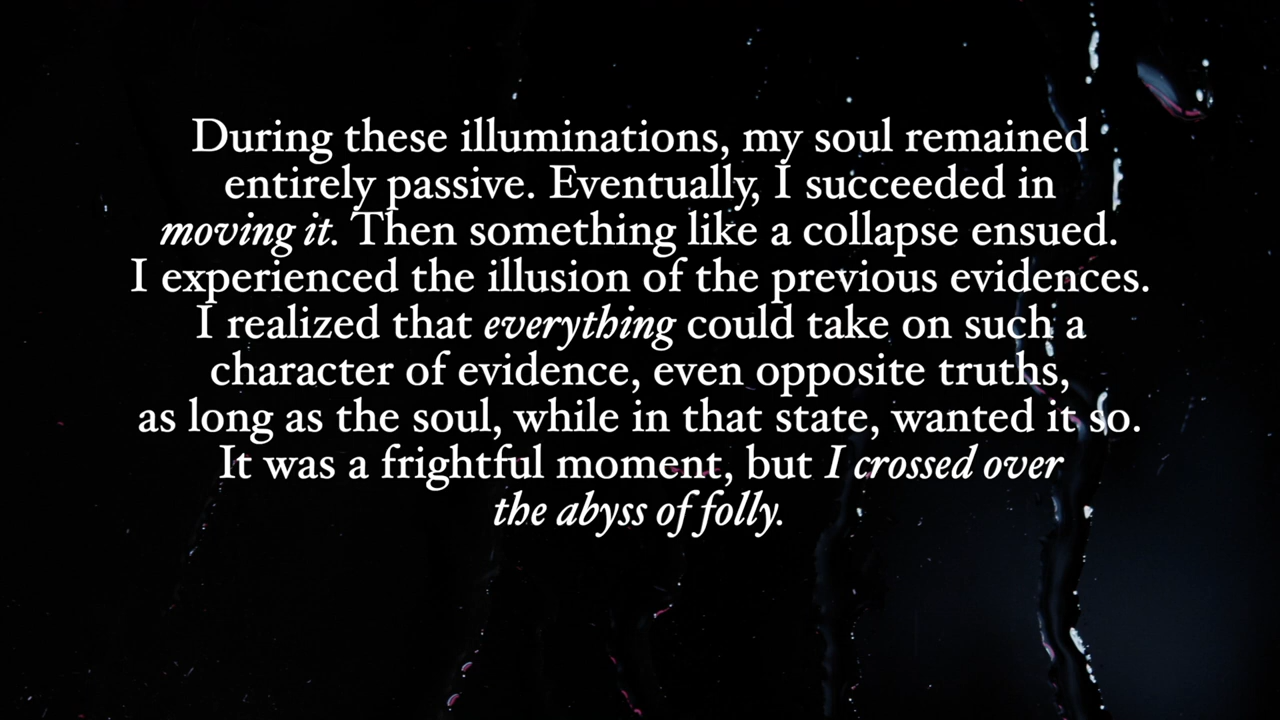 During these illuminations, my soul remained
entirely passive. Eventually, I succeeded in
moving it. Then something like a collapse ensued.
I experienced the illusion of the previous evidences.
I realized that everything could take on such a
character of evidence, even opposite truths,
as long as the soul, while in that state, wanted it so.
It was a frightful moment, but I crossed over
the abyss of folly.